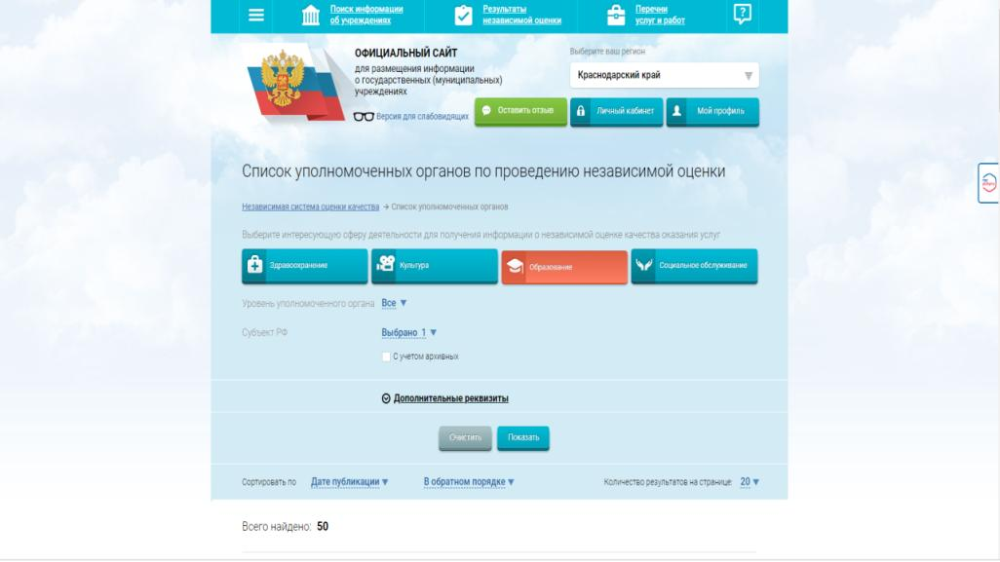 Поиск информации
об учреждениях
Результаты
независимой оценки
Перечни
услуг и работ
ОФИЦИАЛЬНЫЙ САЙТ
для размещения информации
о государственных (муниципальных)
учреждениях
Версия для слабовидящих
Выберите ваш регион
Краснодарский край
Оставить отзыв
Личный кабинет
Мой профиль
Список уполномоченных органов по проведению независимой оценки
Независимая система оценки качества → Список уполномоченных органов
Выберите интересующую сферу деятельности для получения информации о независимой оценке качества оказания услуг
Здравоохранение
Культура
Образование
Социальное обслуживание
Уровень уполномоченного органа Все
Субъект РФ Выбрано 1
С учетом архивных
Дополнительные реквизиты
Очистить Показать
Сортировать по Дате публикации В обратном порядке Количество результатов на странице: 20
Всего найдено: 50